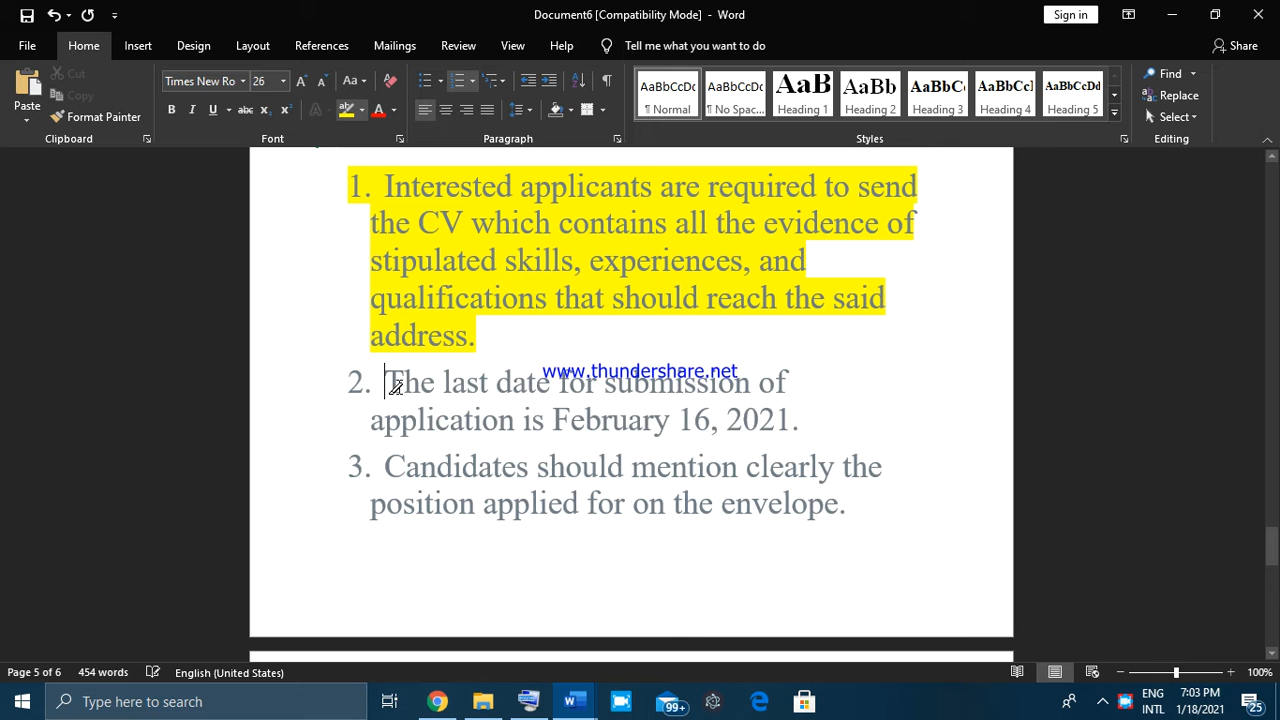 Document6 [Compatibility Mode] - Word
Sign in
File Home Insert Design Layout References Mailings Review View Help Tell me what you want to do Share
Paste
Cut
Copy
Format Painter
Clipboard
Times New Ro 26
Font
Paragraph
AaBbCcDc AaBbCcDc AaB AaBb AaBbCcD AaBbCcI AaBbCcDc
¶ Normal ¶ No Spac... Heading 1 Heading 2 Heading 3 Heading 4 Heading 5
Styles
Find
Replace
Select
Editing
1. Interested applicants are required to send
the CV which contains all the evidence of
stipulated skills, experiences, and
qualifications that should reach the said
address.
www.thundershare.net
2. The last date for submission of
application is February 16, 2021.
3. Candidates should mention clearly the
position applied for on the envelope.
Page 5 of 6 454 words English (United States) 100%
Type here to search
99+
ENG
INTL
7:03 PM
1/18/2021
25